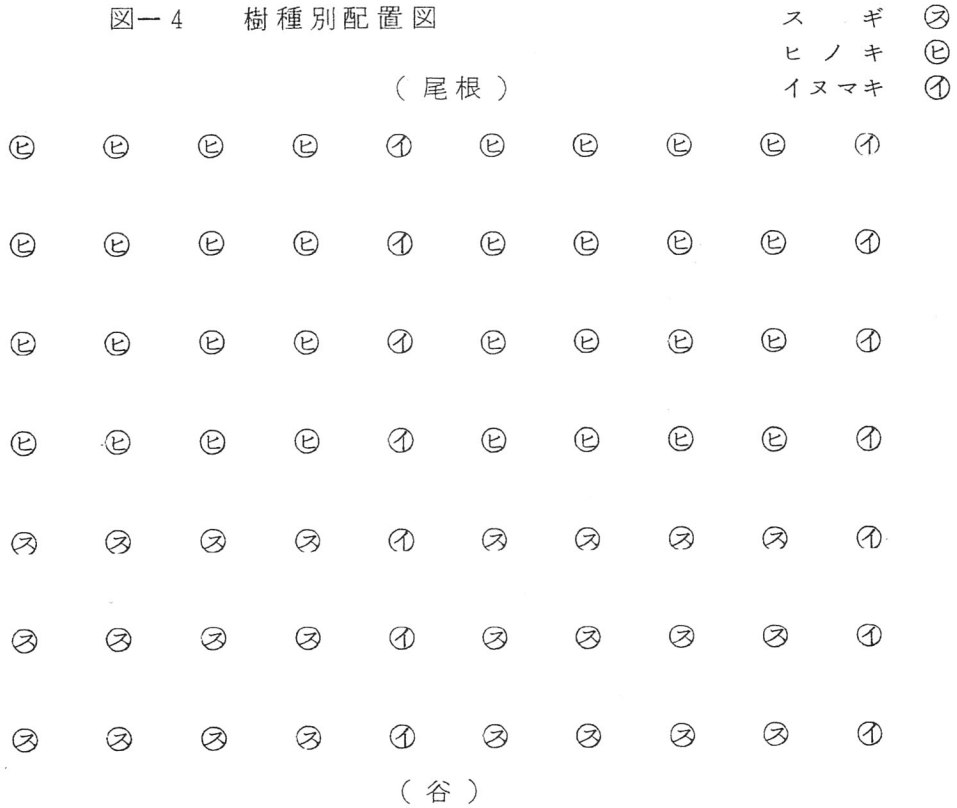 図ー4 樹種別配置図
スギ ㋜
ヒノキ ㋪
イヌマキ ㋑
(尾根)
㋪ ㋪ ㋪ ㋪ ㋑ ㋪ ㋪ ㋪ ㋪ ㋑
㋪ ㋪ ㋪ ㋪ ㋑ ㋪ ㋪ ㋪ ㋪ ㋑
㋪ ㋪ ㋪ ㋪ ㋑ ㋪ ㋪ ㋪ ㋪ ㋑
㋪ ㋪ ㋪ ㋪ ㋑ ㋪ ㋪ ㋪ ㋪ ㋑
㋜ ㋜ ㋜ ㋜ ㋑ ㋜ ㋜ ㋜ ㋜ ㋑
㋜ ㋜ ㋜ ㋜ ㋑ ㋜ ㋜ ㋜ ㋜ ㋑
㋜ ㋜ ㋜ ㋜ ㋑ ㋜ ㋜ ㋜ ㋜ ㋑
(谷)